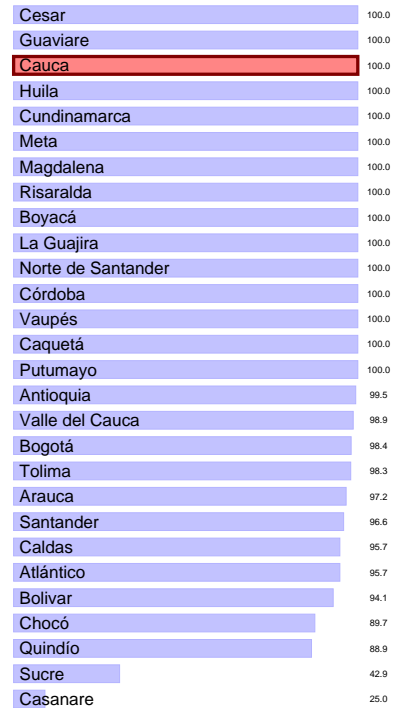 Cesar 100.0
Guaviare 100.0
Cauca 100.0
Huila 100.0
Cundinamarca 100.0
Meta 100.0
Magdalena 100.0
Risaralda 100.0
Boyacá 100.0
La Guajira 100.0
Norte de Santander 100.0
Córdoba 100.0
Vaupés 100.0
Caquetá 100.0
Putumayo 100.0
Antioquia 99.5
Valle del Cauca 98.9
Bogotá 98.4
Tolima 98.3
Arauca 97.2
Santander 96.6
Caldas 95.7
Atlántico 95.7
Bolivar 94.1
Chocó 89.7
Quindío 88.9
Sucre 42.9
Casanare 25.0